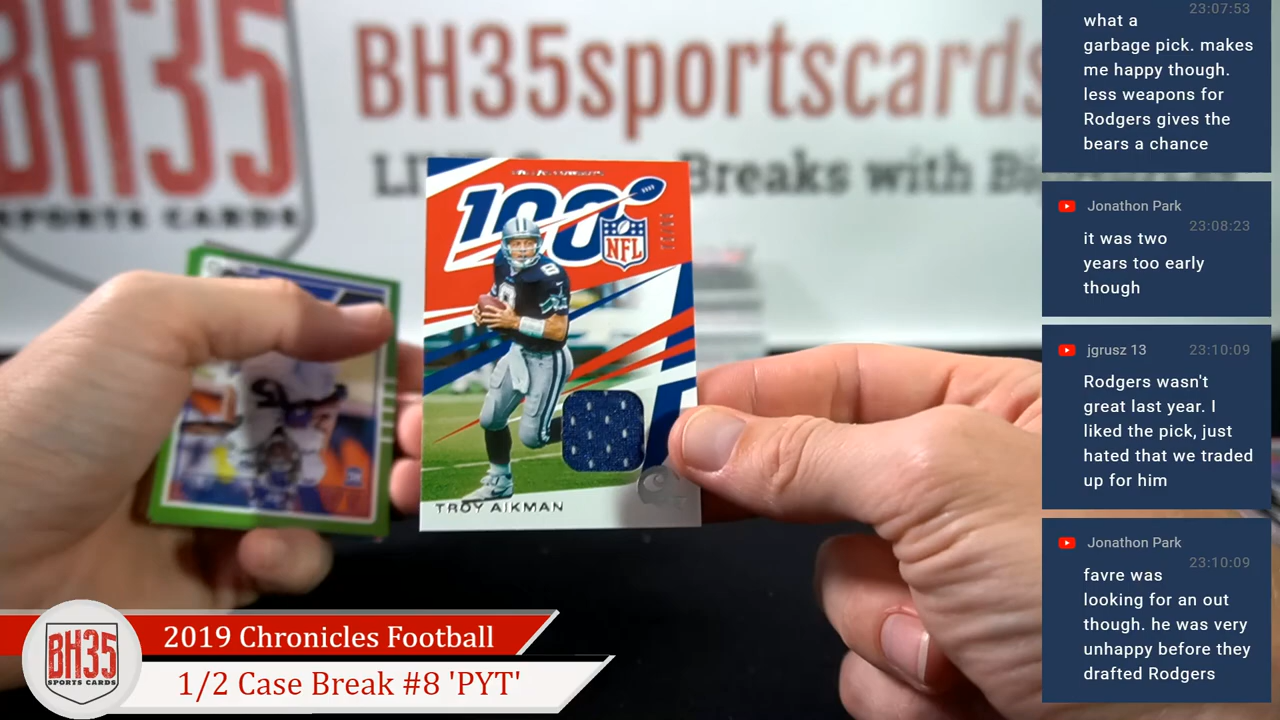 BH35
SPORTS CARDS
BH35sportscards
Breaks with
100
NFL
8
TROY AIKMAN
2019 Chronicles Football
1/2 Case Break #8 'PYT'
BH35
SPORTS CARDS
23:07:53
what a
garbage pick. makes
me happy though.
less weapons for
Rodgers gives the
bears a chance
Jonathon Park
23:08:23
it was two
years too early
though
jgrusz 13
23:10:09
Rodgers wasn't
great last year. I
liked the pick, just
hated that we traded
up for him
Jonathon Park
23:10:09
favre was
looking for an out
though. he was very
unhappy before they
drafted Rodgers